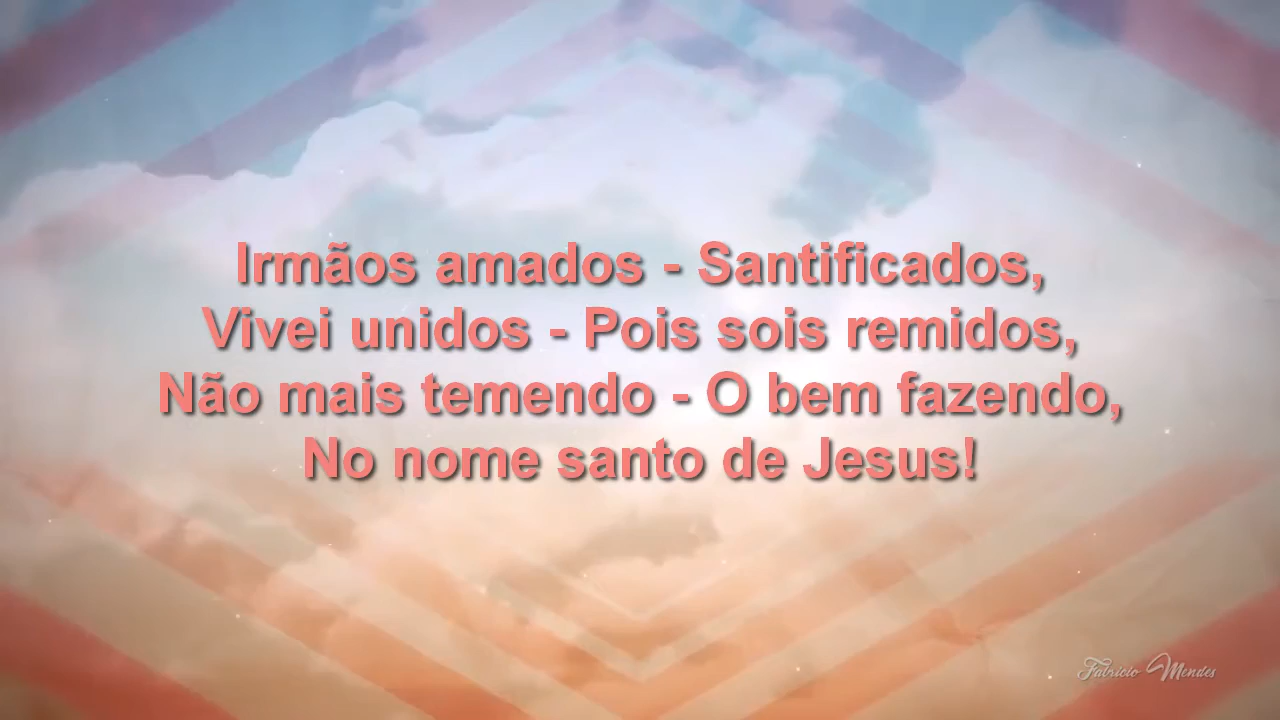 Irmãos amados - Santificados,
Vivei unidos - Pois sois remidos,
Não mais temendo - O bem fazendo,
No nome santo de Jesus!
Fabricio Mendes